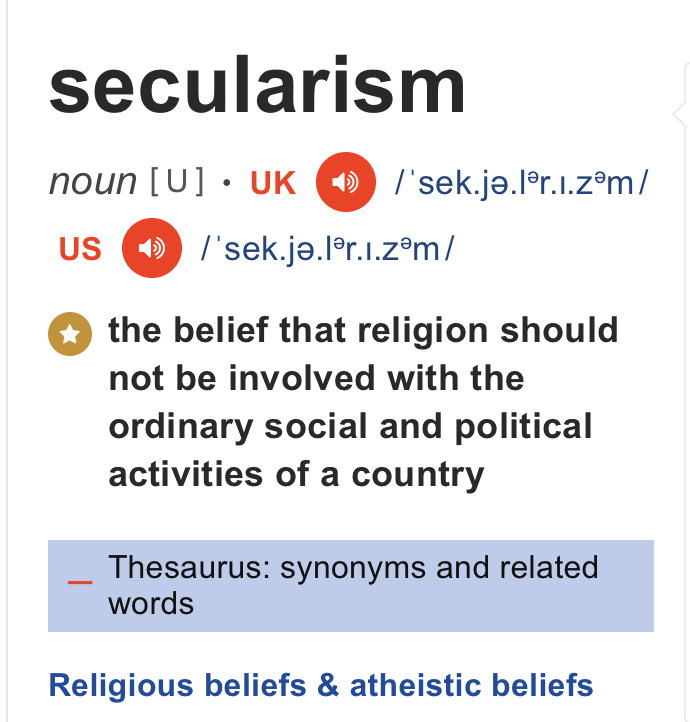 secularism
noun [ U ] • UK /ˈsek.jə.lᵊr.ɪ.zᵊm/
US /ˈsek.jə.lᵊr.ɪ.zᵊm/
the belief that religion should
not be involved with the
ordinary social and political
activities of a country
Thesaurus: synonyms and related
words
Religious beliefs & atheistic beliefs